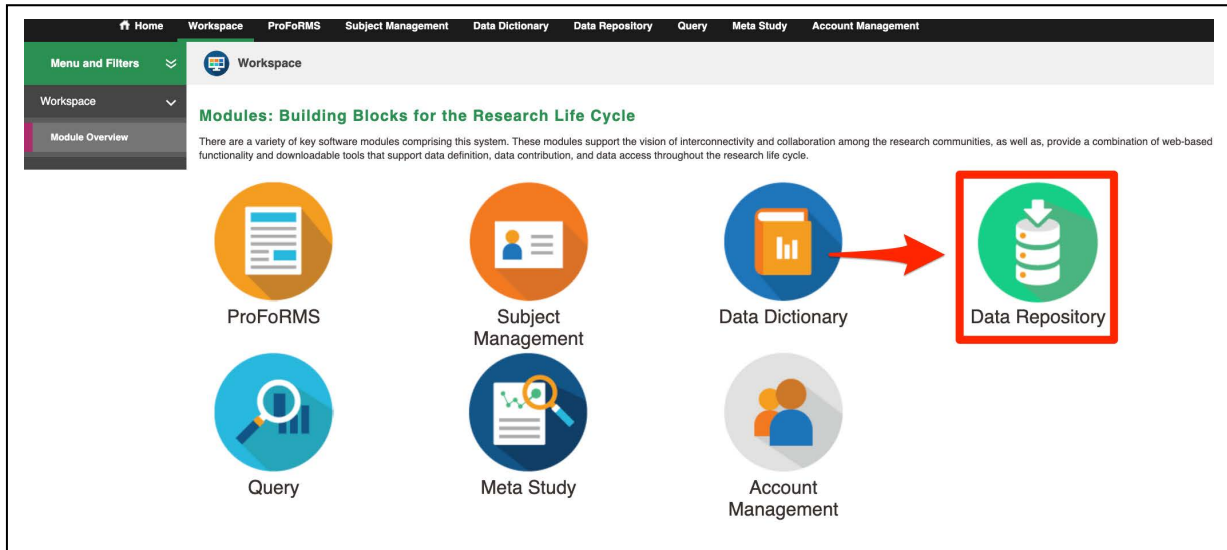 Home Workspace ProFoRMS Subject Management Data Dictionary Data Repository Query Meta Study Account Management
Menu and Filters
Workspace
Workspace
Module Overview
Modules: Building Blocks for the Research Life Cycle
There are a variety of key software modules comprising this system. These modules support the vision of interconnectivity and collaboration among the research communities, as well as, provide a combination of web-based
functionality and downloadable tools that support data definition, data contribution, and data access throughout the research life cycle.
ProFoRMS
Subject
Management
Data Dictionary
Data Repository
Query
Meta Study
Account
Management